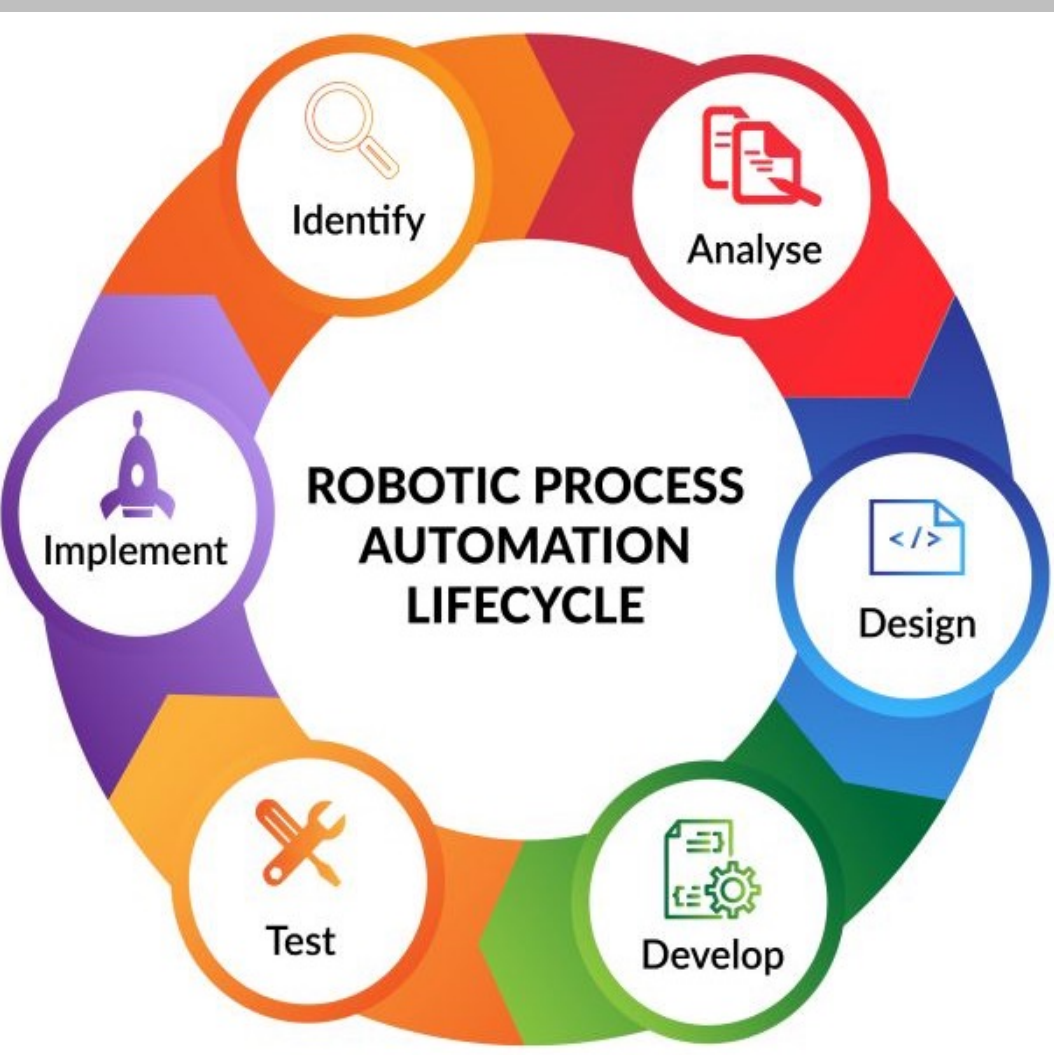 ROBOTIC PROCESS
AUTOMATION
LIFECYCLE
Identify
Analyse
</>
Design
Develop
Test
Implement